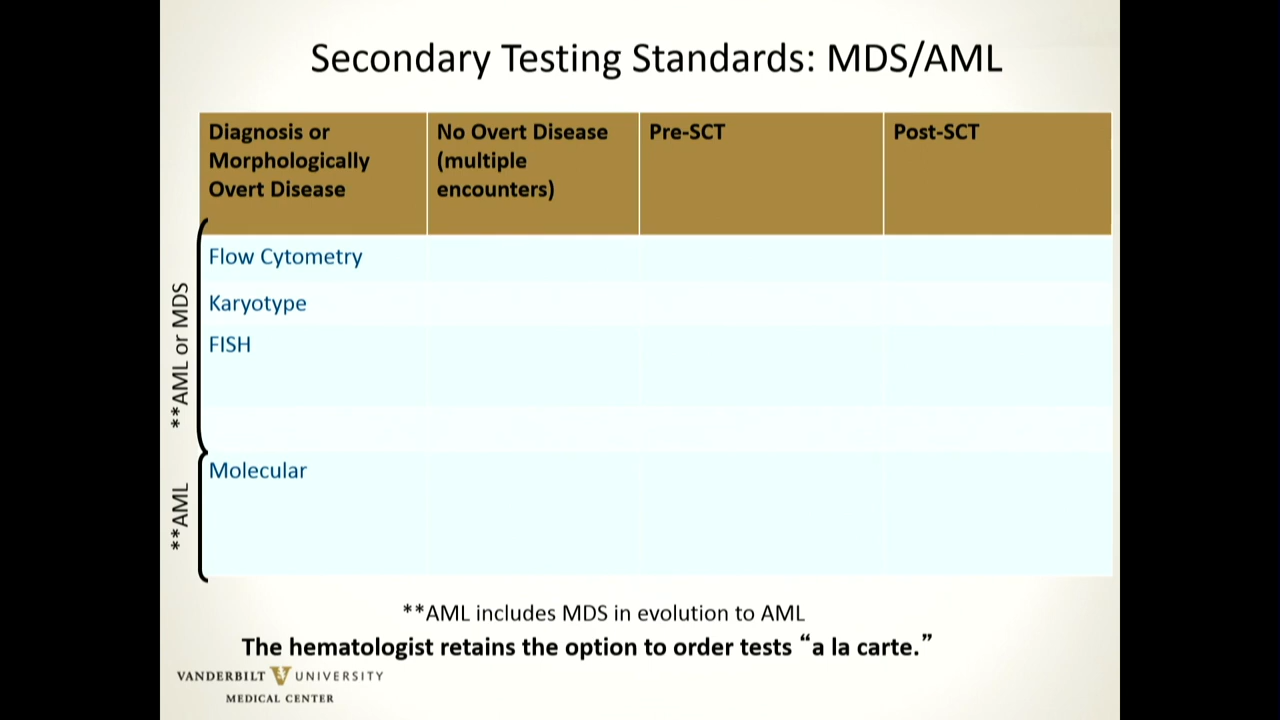 Secondary Testing Standards: MDS/AML
Diagnosis or
Morphologically
Overt Disease
No Overt Disease
(multiple
encounters)
Pre-SCT
Post-SCT
**AML or MDS
Flow Cytometry
Karyotype
FISH
**AML
Molecular
**AML includes MDS in evolution to AML
The hematologist retains the option to order tests “a la carte.”
VANDERBILT UNIVERSITY
MEDICAL CENTER